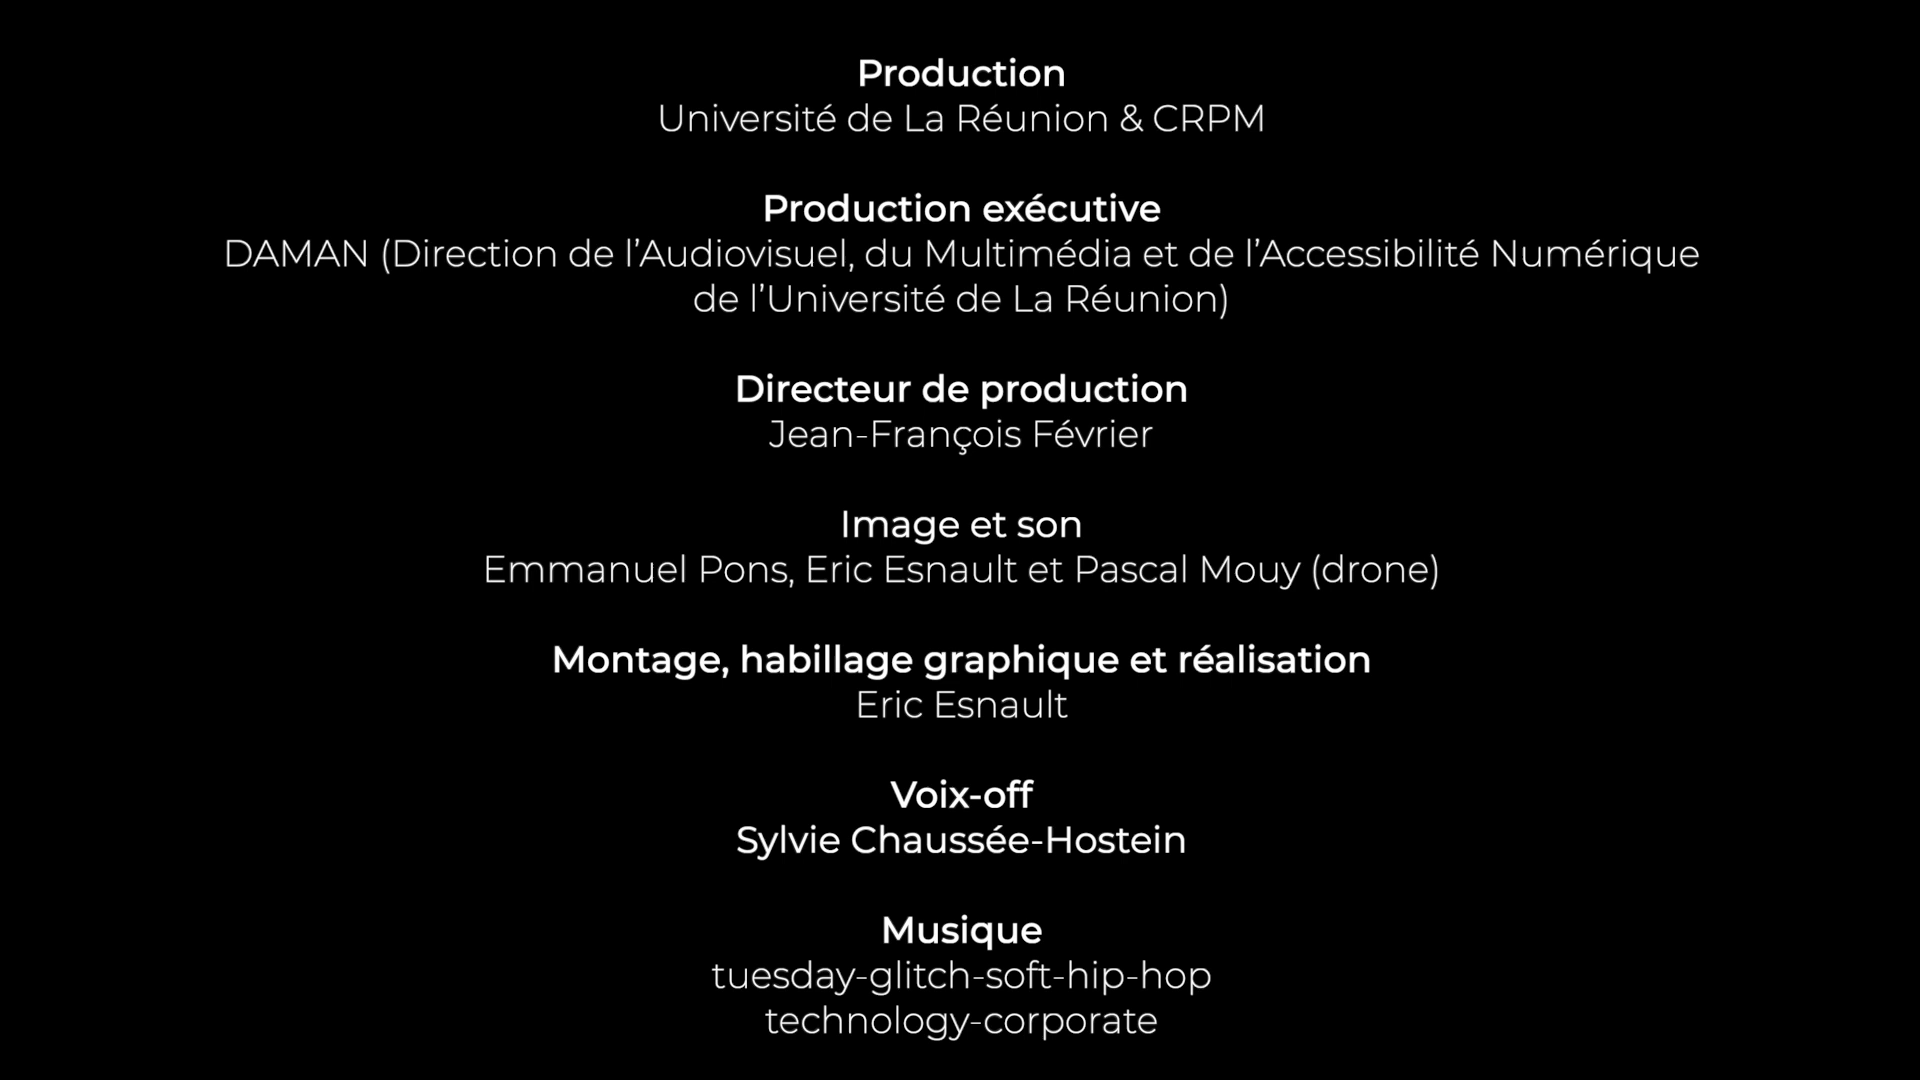 Production
Université de La Réunion & CRPM
Production exécutive
DAMAN (Direction de l’Audiovisuel, du Multimédia et de l’Accessibilité Numérique
de l’Université de La Réunion)
Directeur de production
Jean-François Février
Image et son
Emmanuel Pons, Eric Esnault et Pascal Mouy (drone)
Montage, habillage graphique et réalisation
Eric Esnault
Voix-off
Sylvie Chaussée-Hostein
Musique
tuesday-glitch-soft-hip-hop
technology-corporate